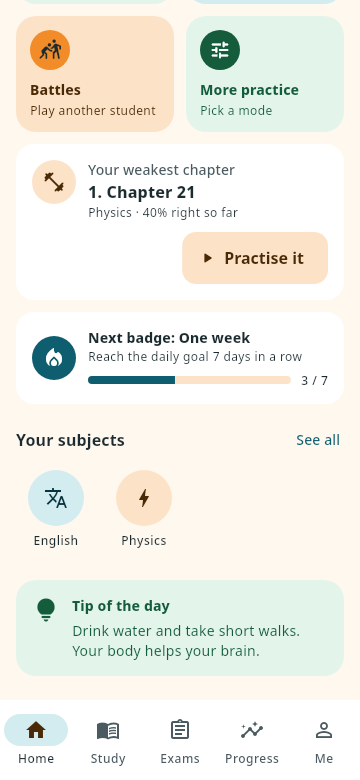 Battles
Play another student
More practice
Pick a mode
Your weakest chapter
1. Chapter 21
Physics · 40% right so far
Practise it
Next badge: One week
Reach the daily goal 7 days in a row
3 / 7
Your subjects
See all
English
Physics
Tip of the day
Drink water and take short walks.
Your body helps your brain.
Home
Study
Exams
Progress
Me